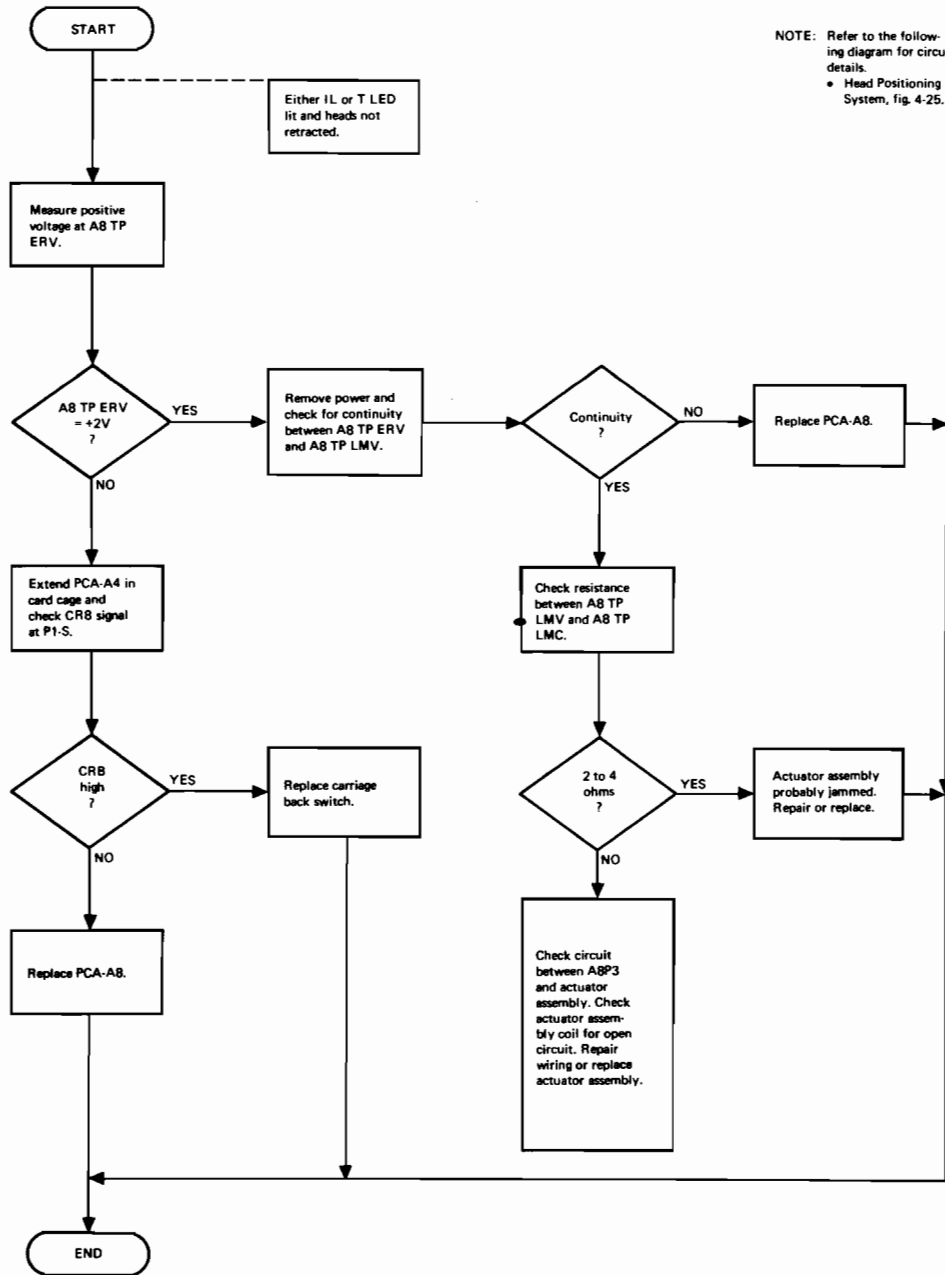 START
NOTE: Refer to the follow-
ing diagram for circu
details.
• Head Positioning
System, fig. 4-25.
Either IL or T LED
lit and heads not
retracted.
Measure positive
voltage at A8 TP
ERV.
A8 TP ERV
= +2V
?
YES
NO
Remove power and
check for continuity
between A8 TP ERV
and A8 TP LMV.
Continuity
?
NO
YES
Replace PCA-A8.
Extend PCA-A4 in
card cage and
check CRB signal
at P1-S.
Check resistance
between A8 TP
LMV and A8 TP
LMC.
CRB
high
?
YES
NO
Replace carriage
back switch.
2 to 4
ohms
?
YES
NO
Actuator assembly
probably jammed.
Repair or replace.
Replace PCA-A8.
Check circuit
between A8P3
and actuator
assembly. Check
actuator assem-
bly coil for open
circuit. Repair
wiring or replace
actuator assembly.
END